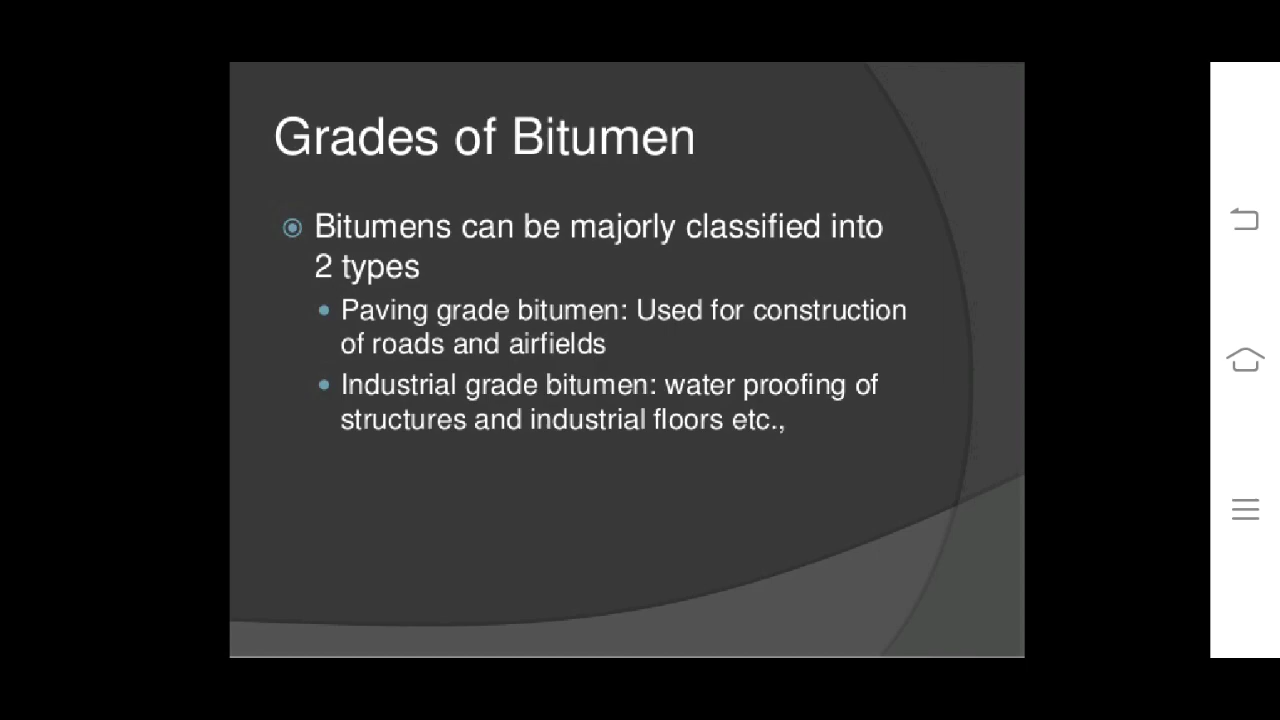 Grades of Bitumen
Bitumens can be majorly classified into
2 types
Paving grade bitumen: Used for construction
of roads and airfields
Industrial grade bitumen: water proofing of
structures and industrial floors etc.,